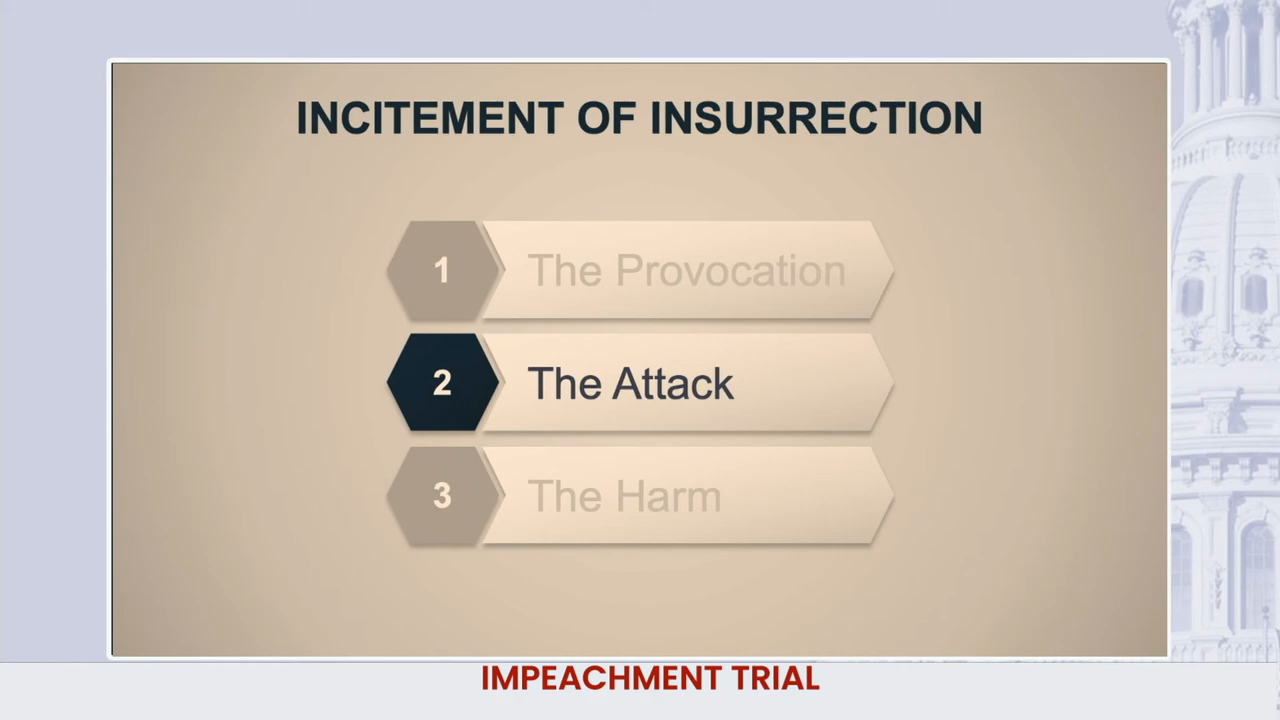 INCITEMENT OF INSURRECTION
1 The Provocation
2 The Attack
3 The Harm
IMPEACHMENT TRIAL